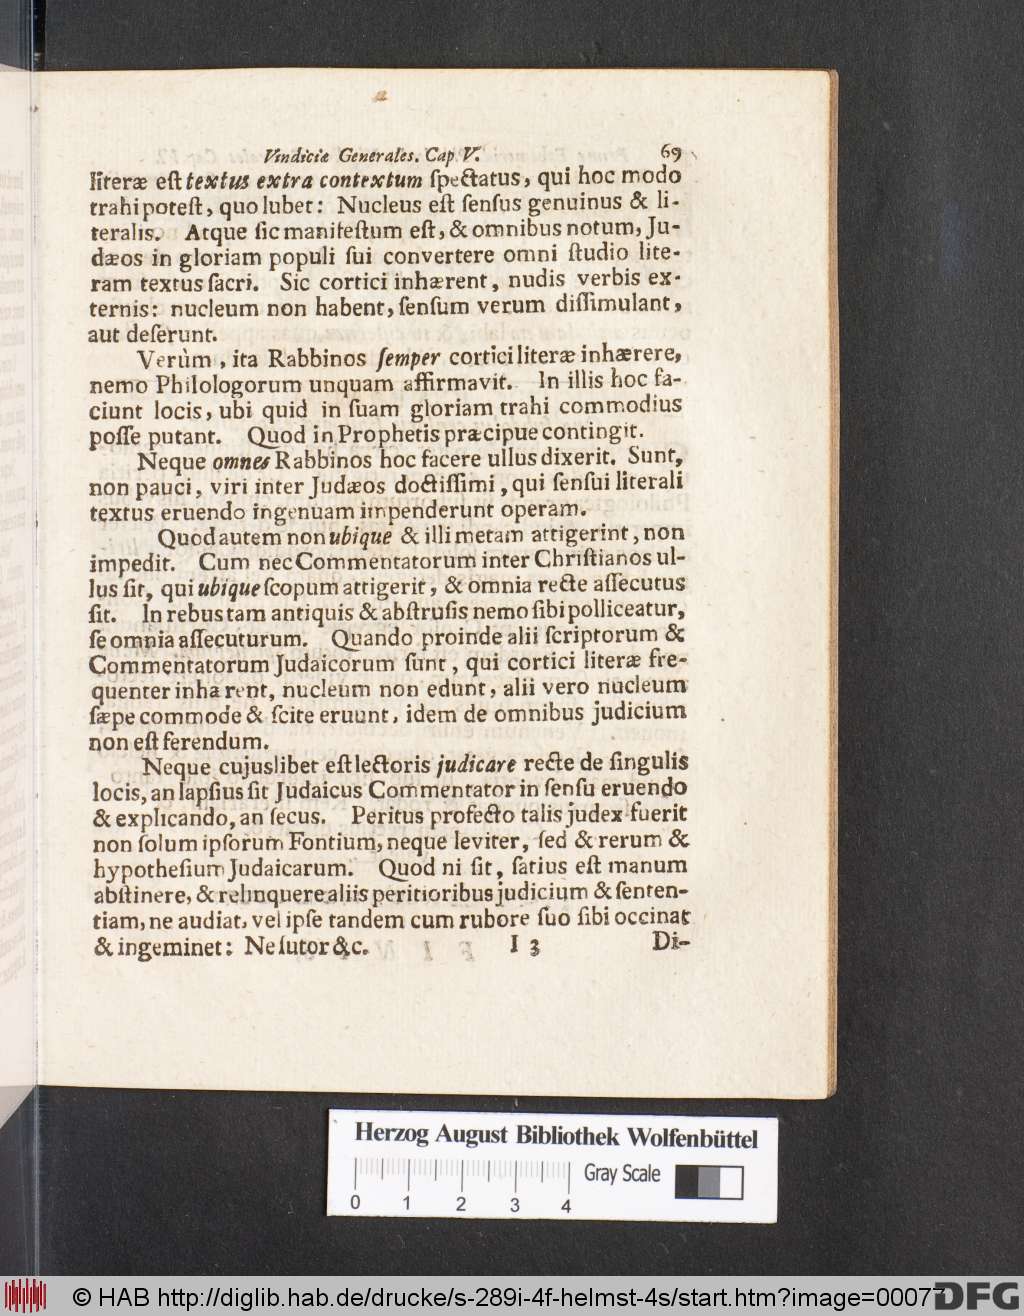 Vindiciæ Generales. Cap V. 69
literæ eſt textus extra contextum ſpectatus, qui hoc modo
trahi poteſt, quo lubet: Nucleus eſt ſenſus genuinus & li-
teralis. Atque ſic manifeſtum eſt, & omnibus notum, Ju-
dæos in gloriam populi ſui convertere omni ſtudio lite-
ram textus ſacri. Sic cortici inhærent, nudis verbis ex-
ternis: nucleum non habent, ſenſum verum diſſimulant,
aut deſerunt.
Verùm, ita Rabbinos ſemper cortici literæ inhærere,
nemo Philologorum unquam affirmavit. In illis hoc fa-
ciunt locis, ubi quid in ſuam gloriam trahi commodius
poſſe putant. Quod in Prophetis præcipue contingit.
Neque omnes Rabbinos hoc facere ullus dixerit. Sunt,
non pauci, viri inter Judæos doctiſſimi, qui ſenſui literali
textus eruendo ingenuam impenderunt operam.
Quod autem non ubique & illi metam attigerint, non
impedit. Cum nec Commentatorum inter Chriſtianos ul-
lus ſit, qui ubique ſcopum attigerit, & omnia recte aſſecutus
ſit. In rebus tam antiquis & abſtruſis nemo ſibi polliceatur,
ſe omnia aſſecuturum. Quando proinde alii ſcriptorum &
Commentatorum Judaicorum ſunt, qui cortici literæ fre-
quenter inhærent, nucleum non edunt, alii vero nucleum
ſæpe commode & ſcite eruunt, idem de omnibus judicium
non eſt ferendum.
Neque cujuslibet eſt lectoris judicare recte de ſingulis
locis, an lapſius ſit Judaicus Commentator in ſenſu eruendo
& explicando, an ſecus. Peritus profecto talis judex fuerit
non ſolum ipſorum Fontium, neque leviter, ſed & rerum &
hypotheſium Judaicarum. Quod ni ſit, ſatius eſt manum
abſtinere, & relinquere aliis peritioribus judicium & ſenten-
tiam, ne audiat, vel ipſe tandem cum rubore ſuo ſibi occinat
& ingeminet: Ne ſutor &c. I 3 Di-
Herzog August Bibliothek Wolfenbüttel
Gray Scale
0 1 2 3 4
© HAB http://diglib.hab.de/drucke/s-289i-4f-helmst-4s/start.htm?image=00077
DFG